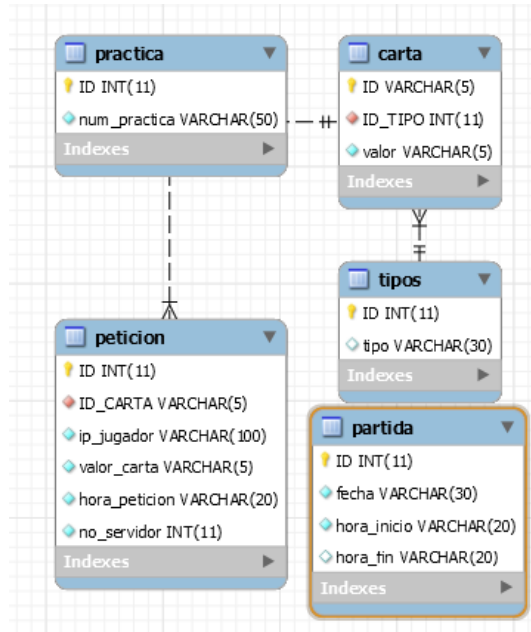 practica
ID INT(11)
num_practica VARCHAR(50)
Indexes
carta
ID VARCHAR(5)
ID_TIPO INT(11)
valor VARCHAR(5)
Indexes
tipos
ID INT(11)
tipo VARCHAR(30)
Indexes
peticion
ID INT(11)
ID_CARTA VARCHAR(5)
ip_jugador VARCHAR(100)
valor_carta VARCHAR(5)
hora_peticion VARCHAR(20)
no_servidor INT(11)
Indexes
partida
ID INT(11)
fecha VARCHAR(30)
hora_inicio VARCHAR(20)
hora_fin VARCHAR(20)
Indexes